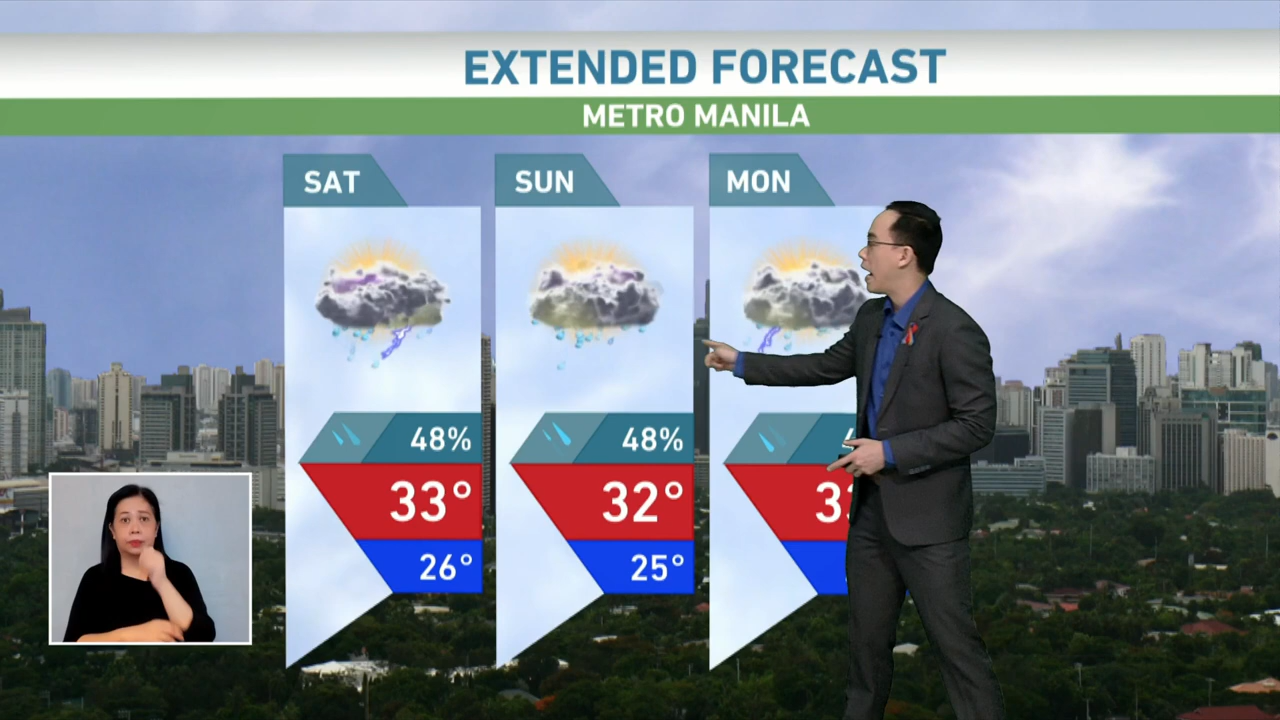 EXTENDED FORECAST
METRO MANILA
SAT
SUN
MON
48%
48%
33°
32°
26°
25°